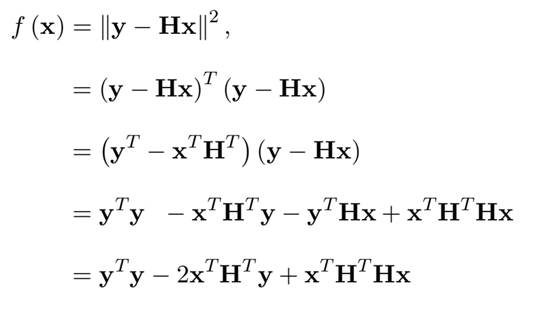 f (x) = ‖y − Hx‖²,
= (y − Hx)ᵀ (y − Hx)
= (yᵀ − xᵀHᵀ) (y − Hx)
= yᵀy − xᵀHᵀy − yᵀHx + xᵀHᵀHx
= yᵀy − 2xᵀHᵀy + xᵀHᵀHx